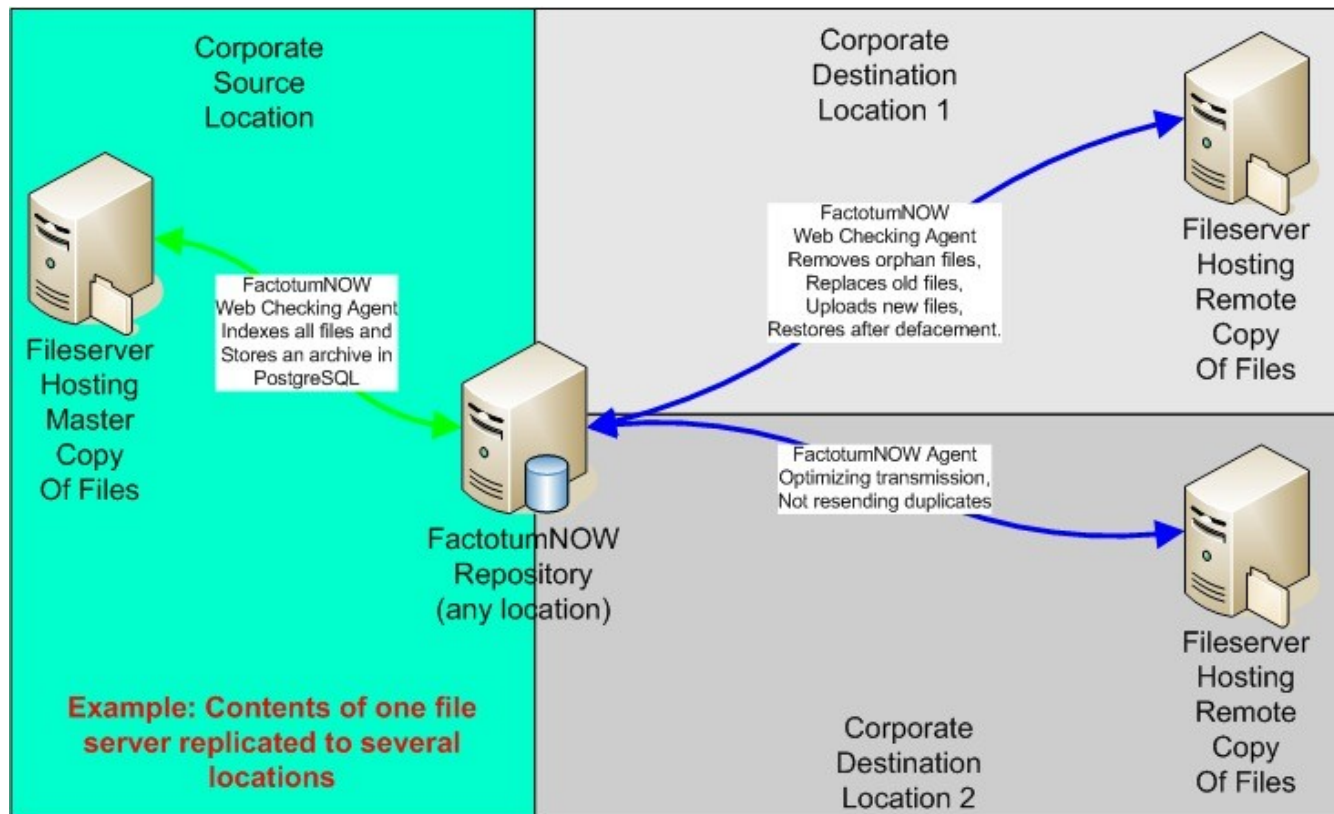 Corporate
Source
Location
Fileserver
Hosting
Master
Copy
Of Files
FactotumNOW
Web Checking Agent
Indexes all files and
Stores an archive in
PostgreSQL
FactotumNOW
Repository
(any location)
Example: Contents of one file
server replicated to several
locations
Corporate
Destination
Location 1
FactotumNOW
Web Checking Agent
Removes orphan files,
Replaces old files,
Uploads new files,
Restores after defacement.
Fileserver
Hosting
Remote
Copy
Of Files
FactotumNOW Agent
Optimizing transmission,
Not resending duplicates
Fileserver
Hosting
Remote
Copy
Of Files
Corporate
Destination
Location 2